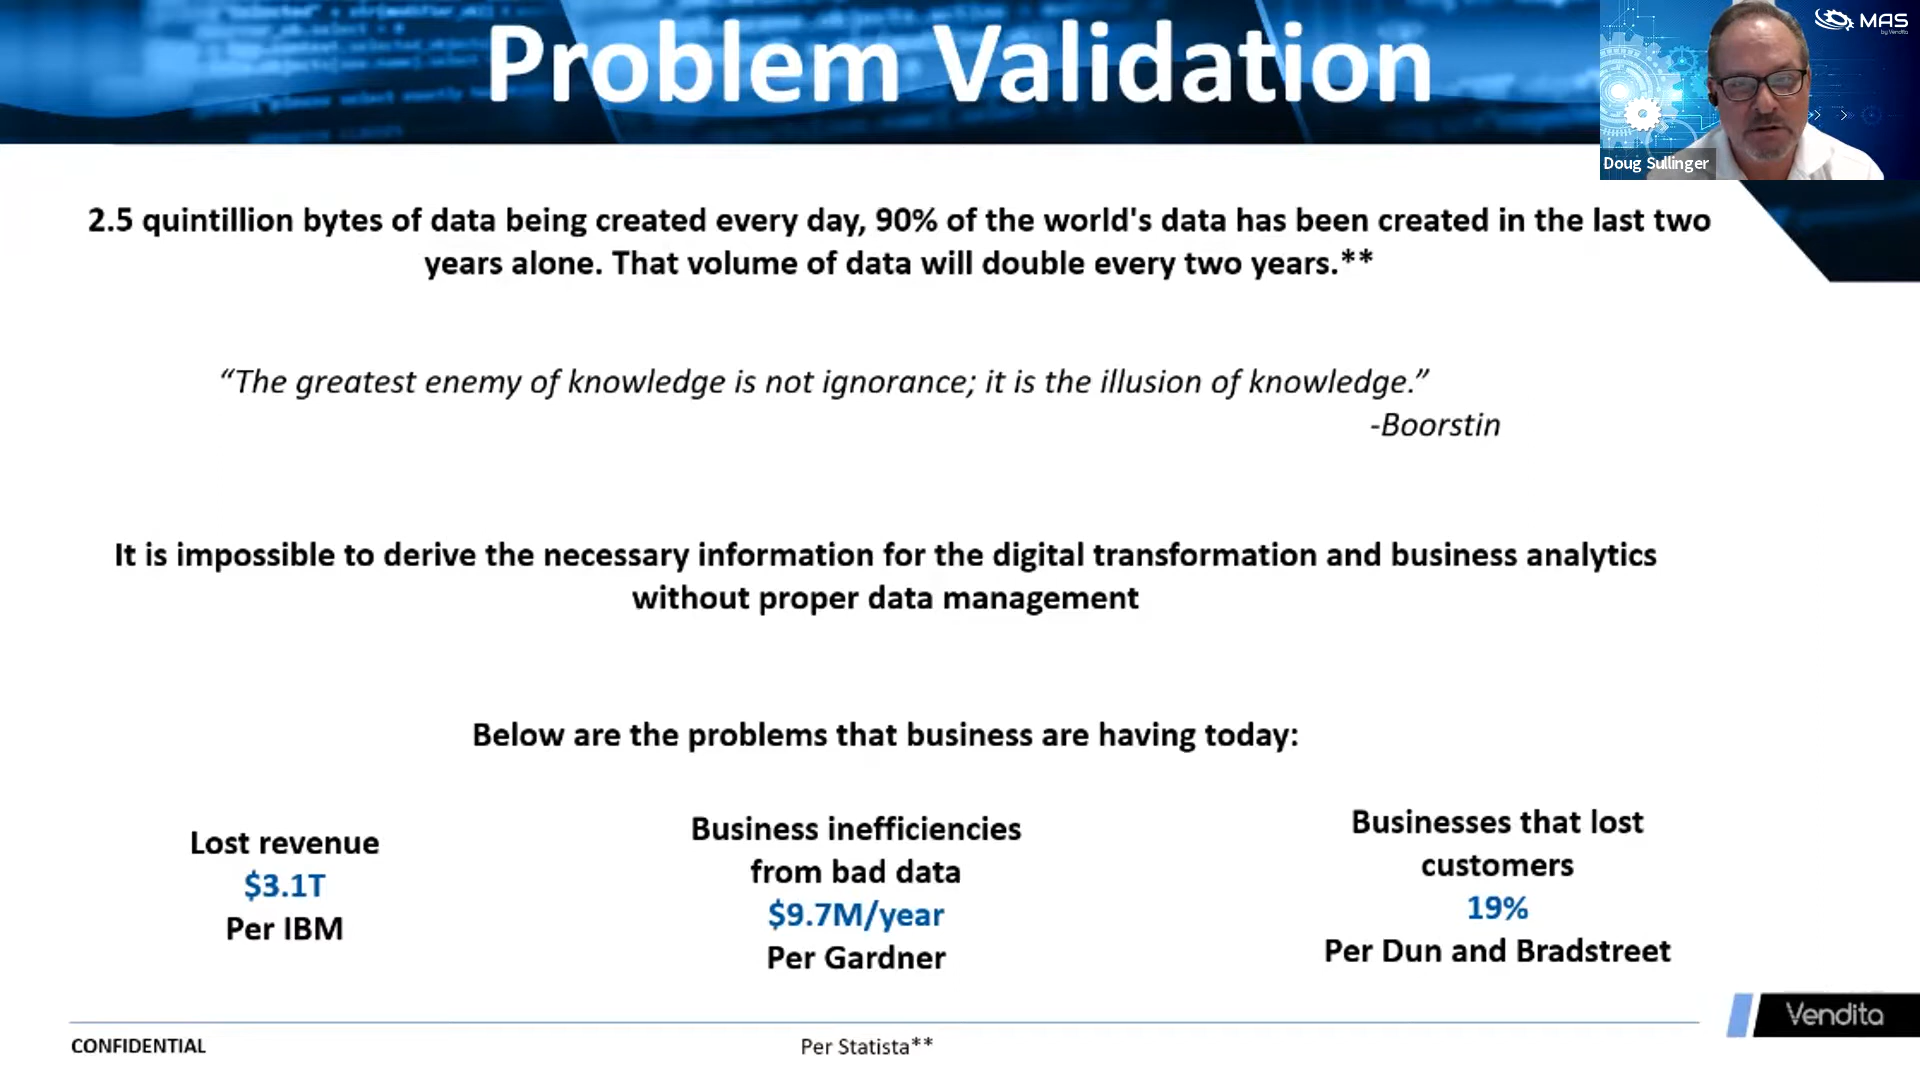 Problem Validation
MAS
by Vendita
Doug Sullinger
2.5 quintillion bytes of data being created every day, 90% of the world's data has been created in the last two
years alone. That volume of data will double every two years.**
“The greatest enemy of knowledge is not ignorance; it is the illusion of knowledge.”
-Boorstin
It is impossible to derive the necessary information for the digital transformation and business analytics
without proper data management
Below are the problems that business are having today:
Lost revenue
$3.1T
Per IBM
Business inefficiencies
from bad data
$9.7M/year
Per Gardner
Businesses that lost
customers
19%
Per Dun and Bradstreet
Vendita
CONFIDENTIAL
Per Statista**